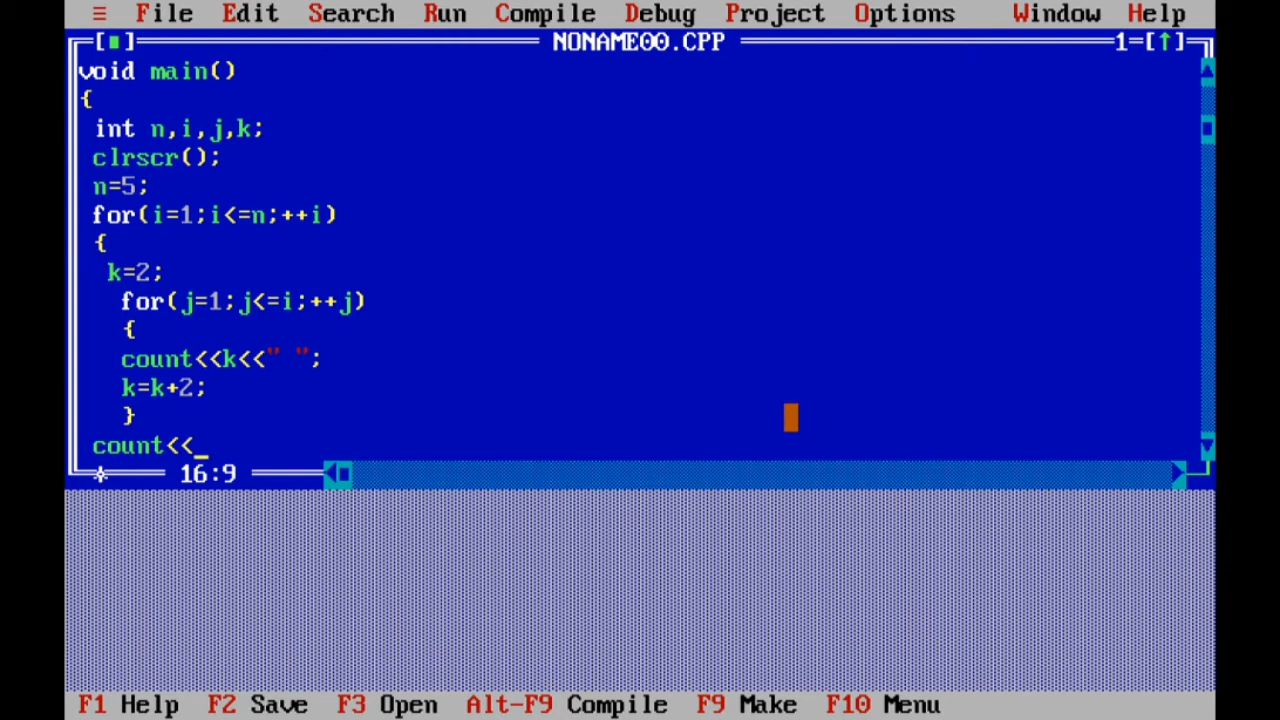 ≡ File Edit Search Run Compile Debug Project Options Window Help
[■] NONAME00.CPP 1=[↑]
void main()
{
int n,i,j,k;
clrscr();
n=5;
for(i=1;i<=n;++i)
{
k=2;
for(j=1;j<=i;++j)
{
count<<k<<" ";
k=k+2;
}
count<<_
16:9
F1 Help F2 Save F3 Open Alt-F9 Compile F9 Make F10 Menu